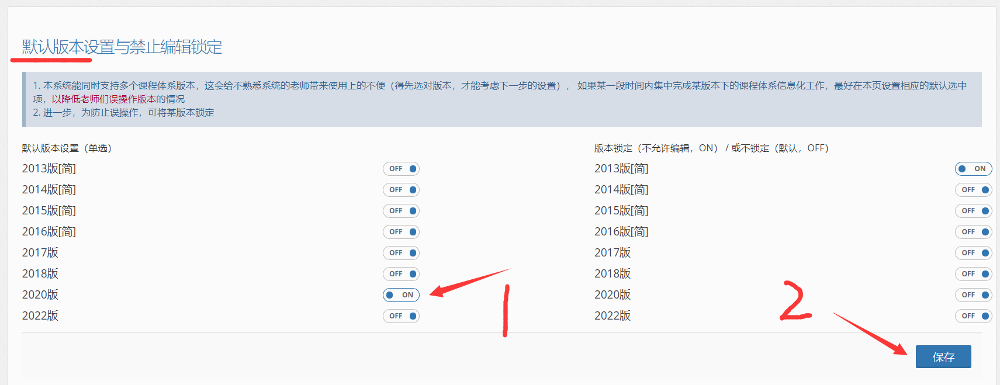 默认版本设置与禁止编辑锁定
1. 本系统能同时支持多个课程体系版本，这会给不熟悉系统的老师带来使用上的不便（得先选对版本，才能考虑下一步的设置）， 如果某一段时间内集中完成某版本下的课程体系信息化工作，最好在本页设置相应的默认选中
项，以降低老师们误操作版本的情况
2. 进一步，为防止误操作，可将某版本锁定
默认版本设置（单选）
2013版[简] OFF
2014版[简] OFF
2015版[简] OFF
2016版[简] OFF
2017版 OFF
2018版 OFF
2020版 ON
2022版 OFF
1
版本锁定（不允许编辑，ON） / 或不锁定（默认，OFF）
2013版[简] ON
2014版[简] OFF
2015版[简] OFF
2016版[简] OFF
2017版 OFF
2018版 OFF
2020版 OFF
2022版 OFF
2
保存